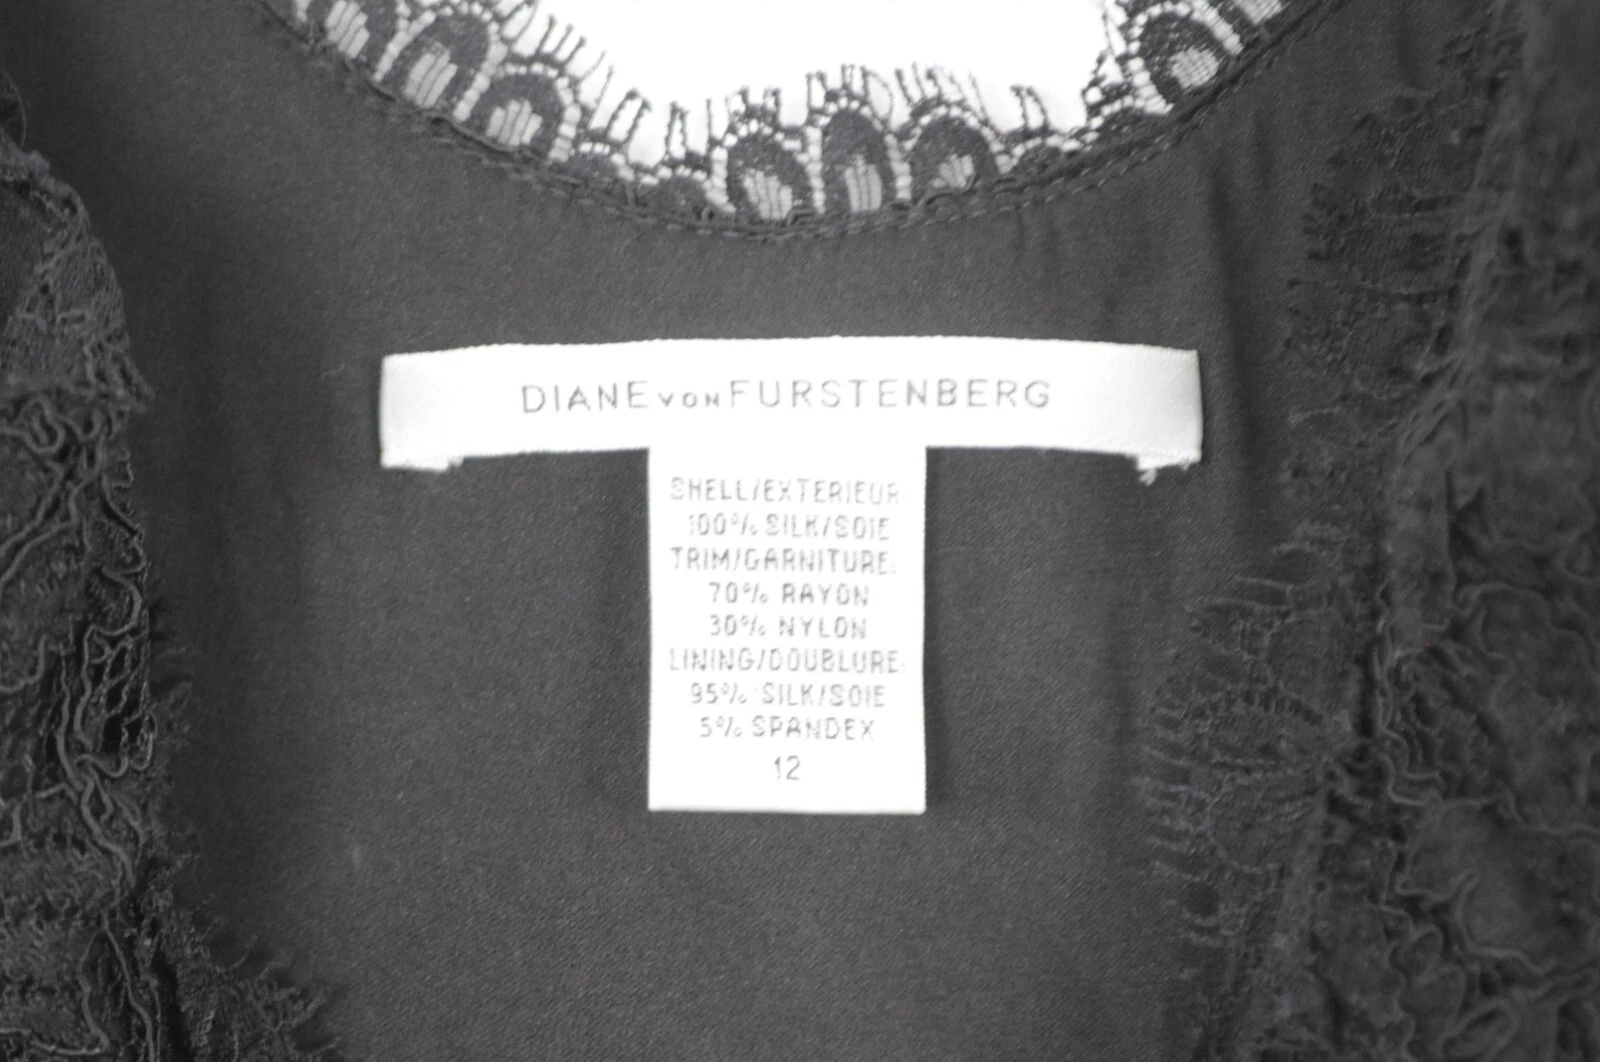 DIANE VON FURSTENBERG
SHELL/EXTERIEUR:
100% SILK/SOIE
TRIM/GARNITURE:
70% RAYON
30% NYLON
LINING/DOUBLURE:
95% SILK/SOIE
5% SPANDEX
12